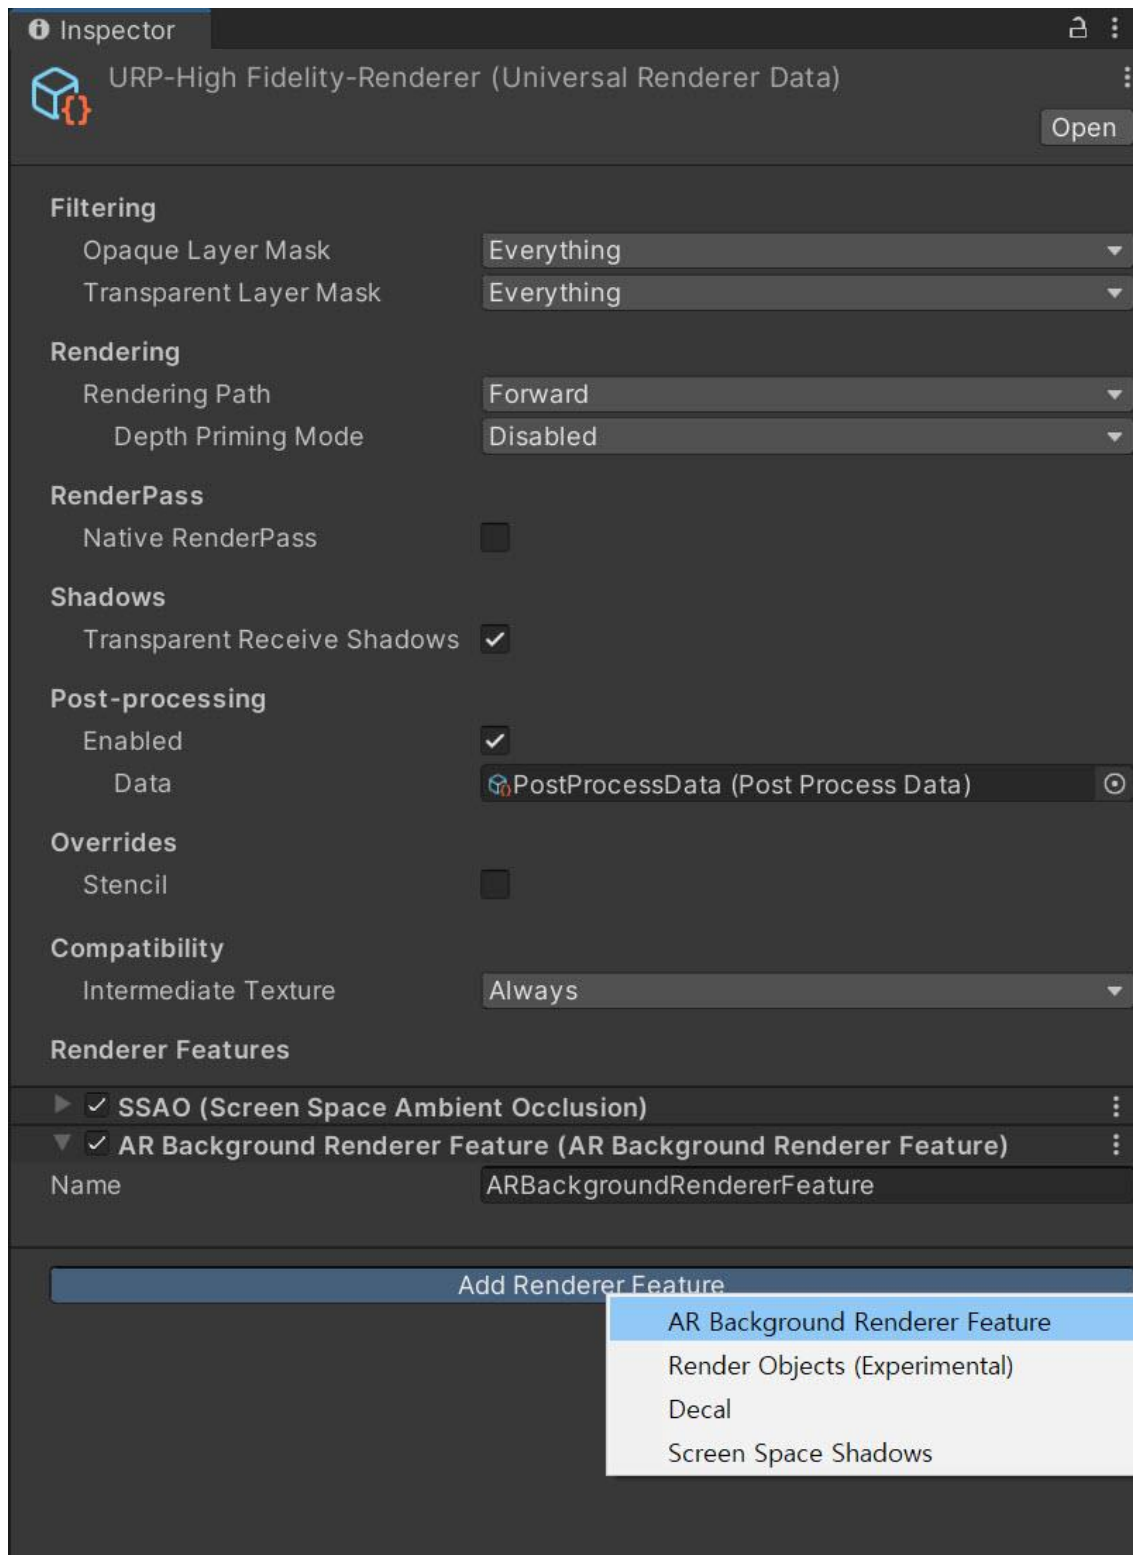 Inspector
URP-High Fidelity-Renderer (Universal Renderer Data)
Open
Filtering
Opaque Layer Mask Everything
Transparent Layer Mask Everything
Rendering
Rendering Path Forward
Depth Priming Mode Disabled
RenderPass
Native RenderPass
Shadows
Transparent Receive Shadows
Post-processing
Enabled
Data PostProcessData (Post Process Data)
Overrides
Stencil
Compatibility
Intermediate Texture Always
Renderer Features
SSAO (Screen Space Ambient Occlusion)
AR Background Renderer Feature (AR Background Renderer Feature)
Name ARBackgroundRendererFeature
Add Renderer Feature
AR Background Renderer Feature
Render Objects (Experimental)
Decal
Screen Space Shadows